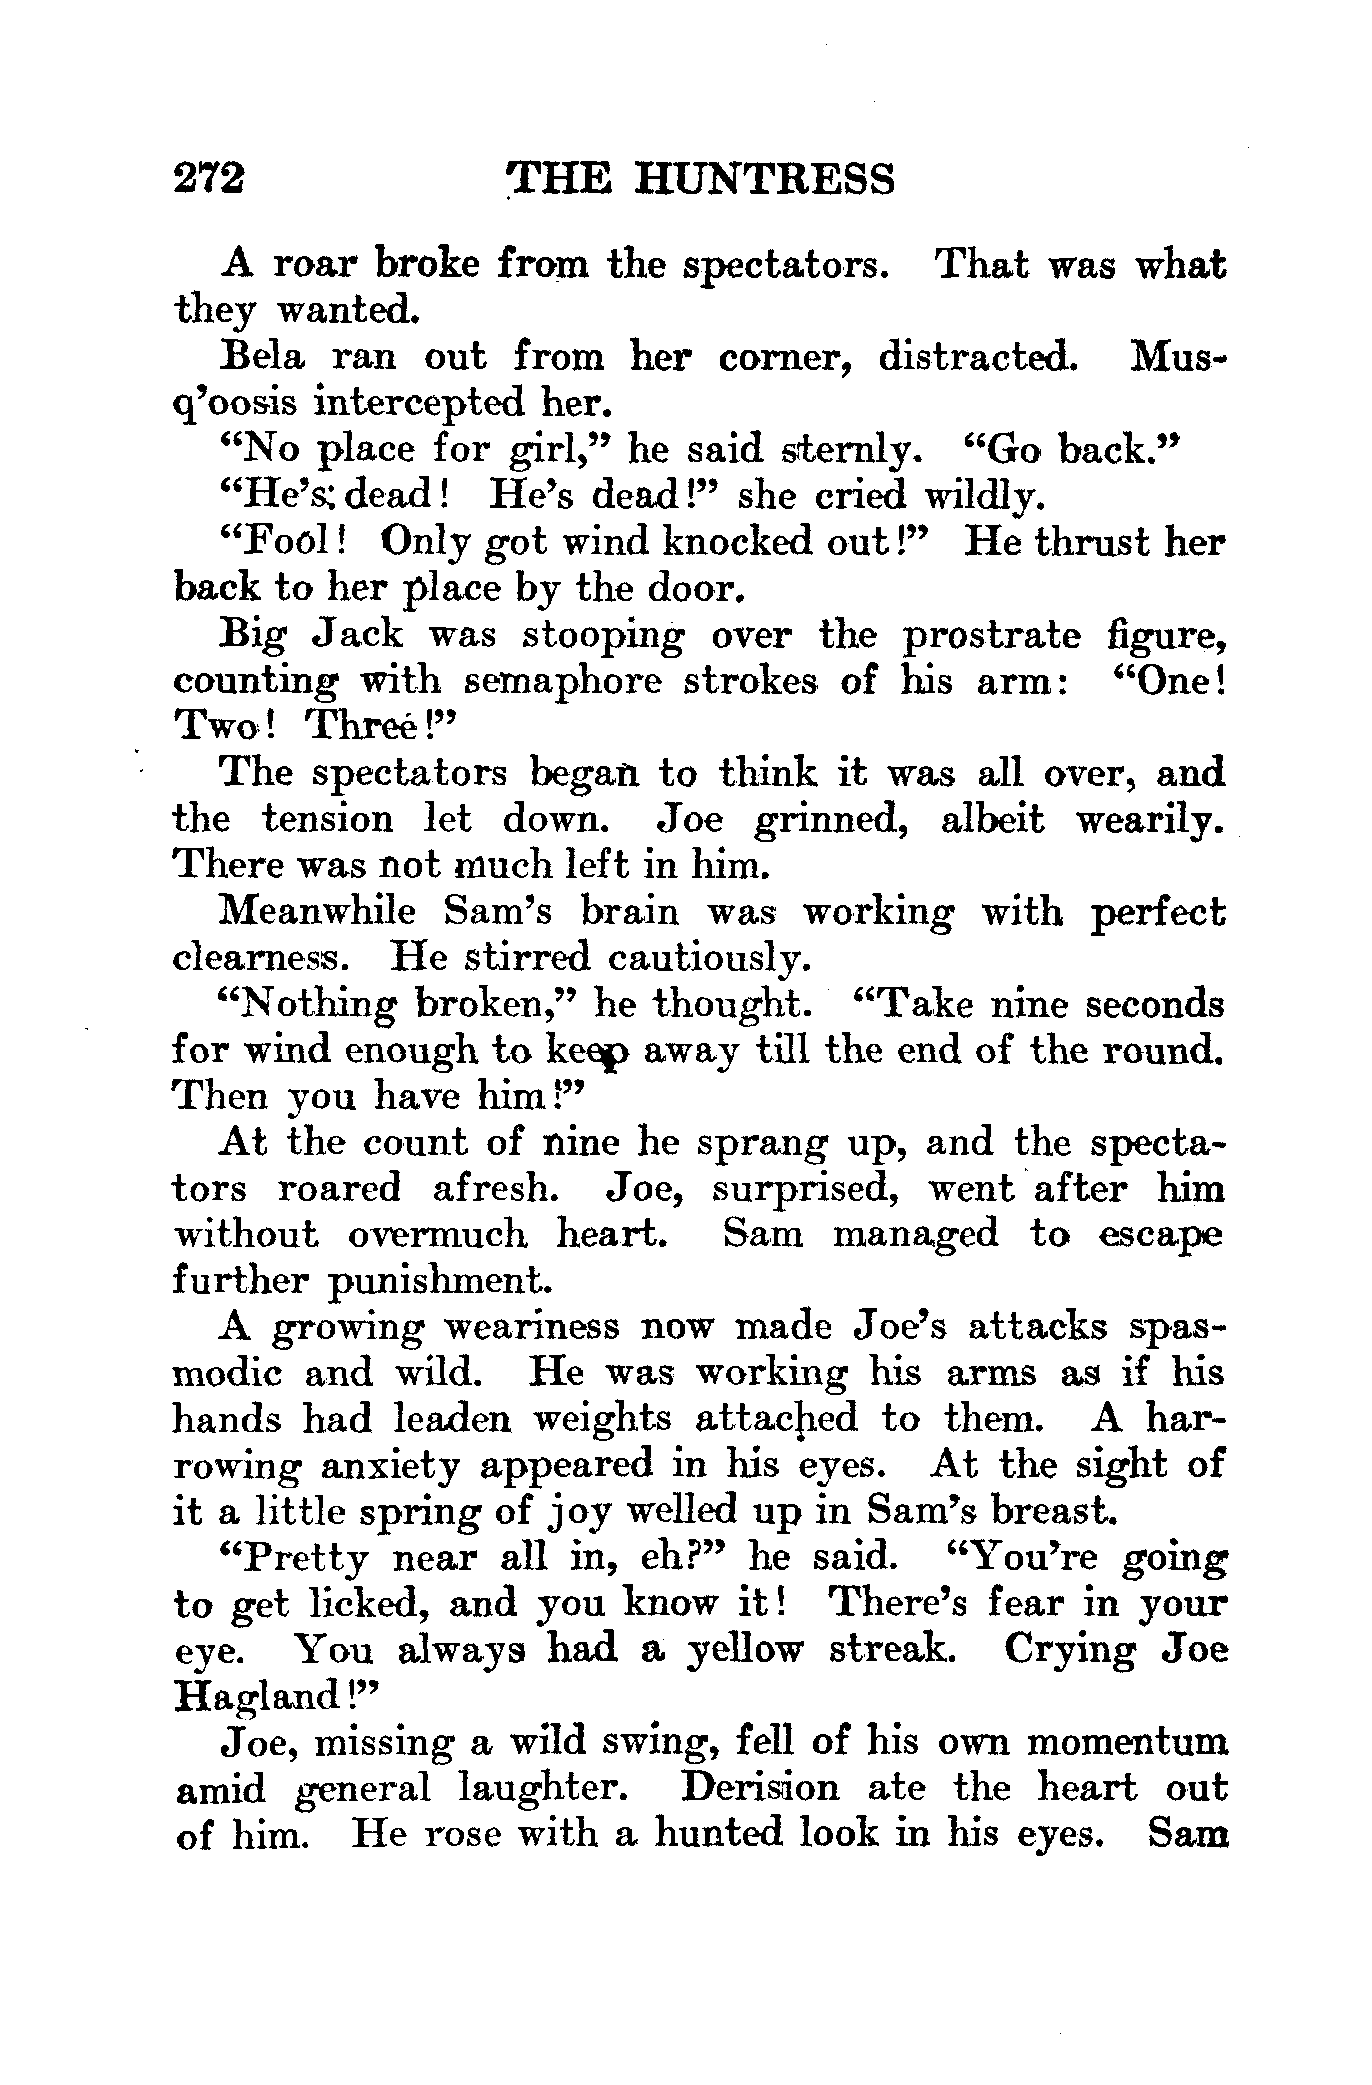 272 THE HUNTRESS
A roar broke from the spectators. That was what
they wanted.
Bela ran out from her corner, distracted. Mus-
q’oosis intercepted her.
“No place for girl,” he said sternly. “Go back.”
“He’s dead! He’s dead!” she cried wildly.
“Fool! Only got wind knocked out!” He thrust her
back to her place by the door.
Big Jack was stooping over the prostrate figure,
counting with semaphore strokes of his arm: “One!
Two! Three!”
The spectators began to think it was all over, and
the tension let down. Joe grinned, albeit wearily.
There was not much left in him.
Meanwhile Sam’s brain was working with perfect
clearness. He stirred cautiously.
“Nothing broken,” he thought. “Take nine seconds
for wind enough to keep away till the end of the round.
Then you have him!”
At the count of nine he sprang up, and the specta-
tors roared afresh. Joe, surprised, went after him
without overmuch heart. Sam managed to escape
further punishment.
A growing weariness now made Joe’s attacks spas-
modic and wild. He was working his arms as if his
hands had leaden weights attached to them. A har-
rowing anxiety appeared in his eyes. At the sight of
it a little spring of joy welled up in Sam’s breast.
“Pretty near all in, eh?” he said. “You’re going
to get licked, and you know it! There’s fear in your
eye. You always had a yellow streak. Crying Joe
Hagland!”
Joe, missing a wild swing, fell of his own momentum
amid general laughter. Derision ate the heart out
of him. He rose with a hunted look in his eyes. Sam